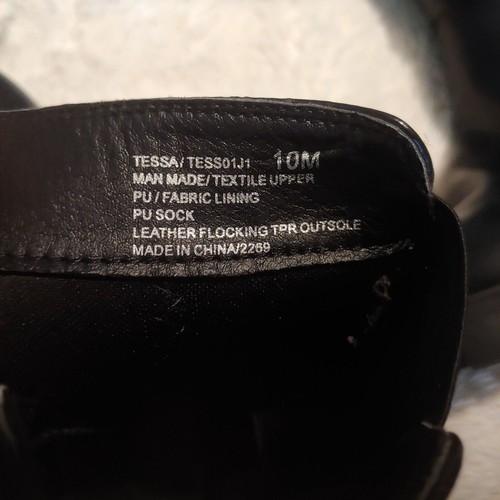 TESSA/TESS01J1 10M
MAN MADE/TEXTILE UPPER
PU/FABRIC LINING
PU SOCK
LEATHER FLOCKING TPR OUTSOLE
MADE IN CHINA/2269